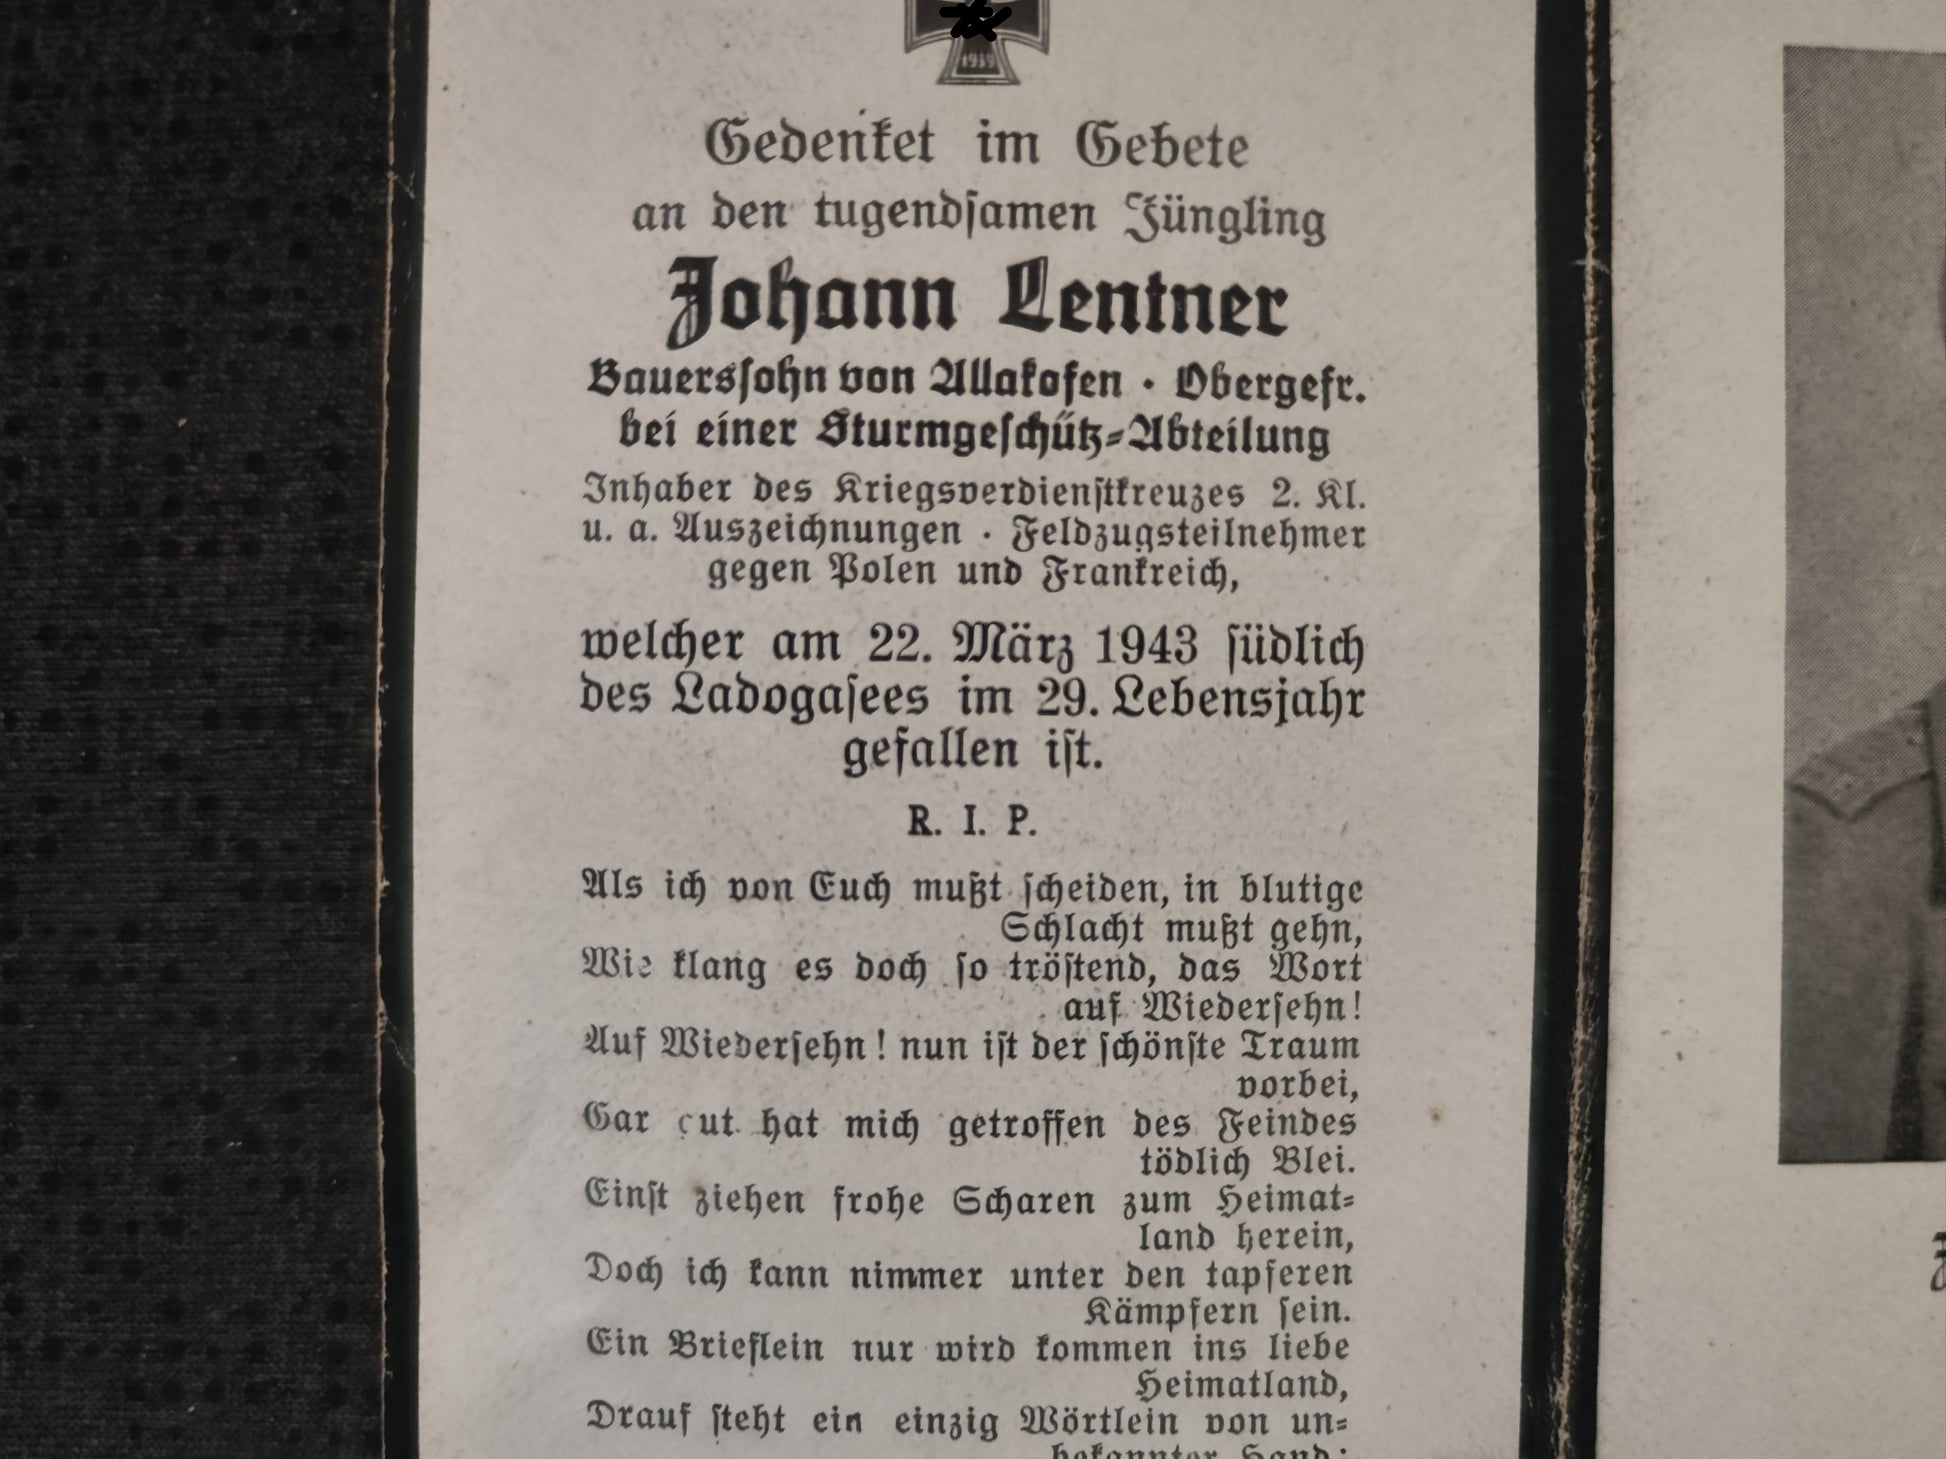 1939
Gedenket im Gebete
an den tugendsamen Jüngling
Johann Lentner
Bauerssohn von Allakofen · Obergefr.
bei einer Sturmgeschütz-Abteilung
Inhaber des Kriegsverdienstkreuzes 2. Kl.
u. a. Auszeichnungen · Feldzugsteilnehmer
gegen Polen und Frankreich,
welcher am 22. März 1943 südlich
des Ladogasees im 29. Lebensjahr
gefallen ist.
R. I. P.
Als ich von Euch mußt scheiden, in blutige
Schlacht mußt gehn,
Wie klang es doch so tröstend, das Wort
auf Wiedersehn!
Auf Wiedersehn! nun ist der schönste Traum
vorbei,
Gar gut hat mich getroffen des Feindes
tödlich Blei.
Einst ziehen frohe Scharen zum Heimat-
land herein,
Doch ich kann nimmer unter den tapferen
Kämpfern sein.
Ein Brieflein nur wird kommen ins liebe
Heimatland,
Drauf steht ein einzig Wörtlein von un-
bekannter Hand: